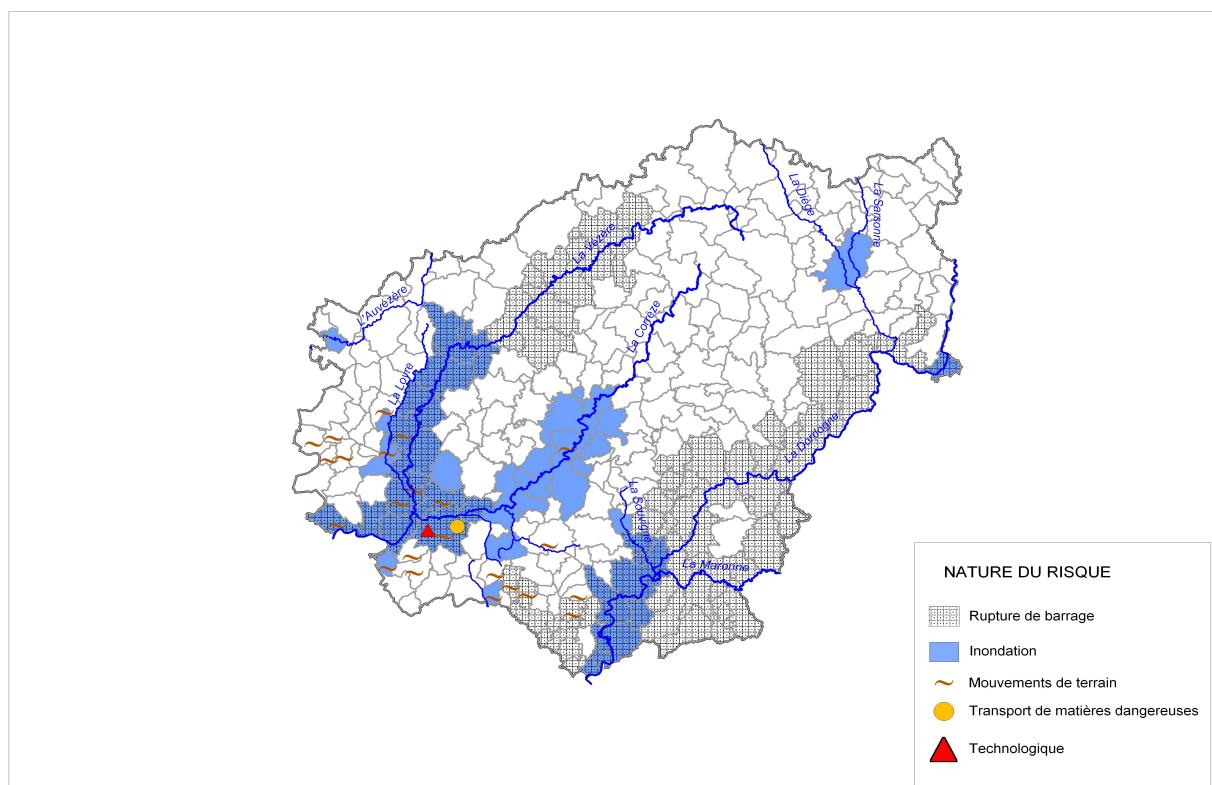 La Diège
La Sarsonne
La Vézère
L'Auvézère
La Corrèze
La Loyre
La Dordogne
La Souvigne
La Maronne
NATURE DU RISQUE
Rupture de barrage
Inondation
Mouvements de terrain
Transport de matières dangereuses
Technologique